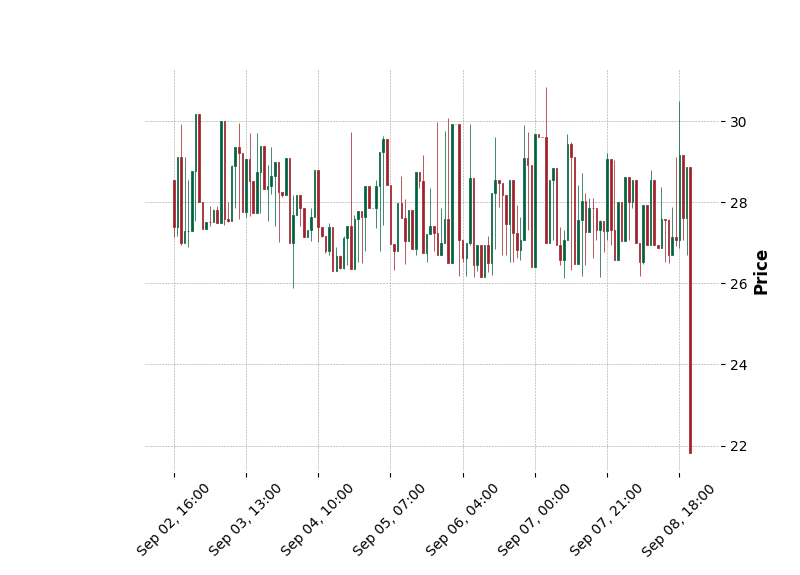 30
28
26
24
22
Price
Sep 02, 16:00
Sep 03, 13:00
Sep 04, 10:00
Sep 05, 07:00
Sep 06, 04:00
Sep 07, 00:00
Sep 07, 21:00
Sep 08, 18:00